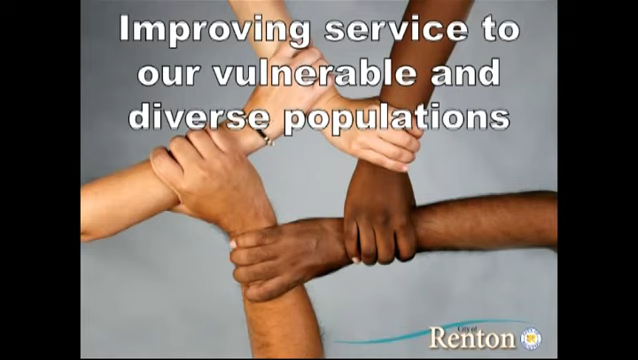 Improving service to
our vulnerable and
diverse populations
City of
Renton